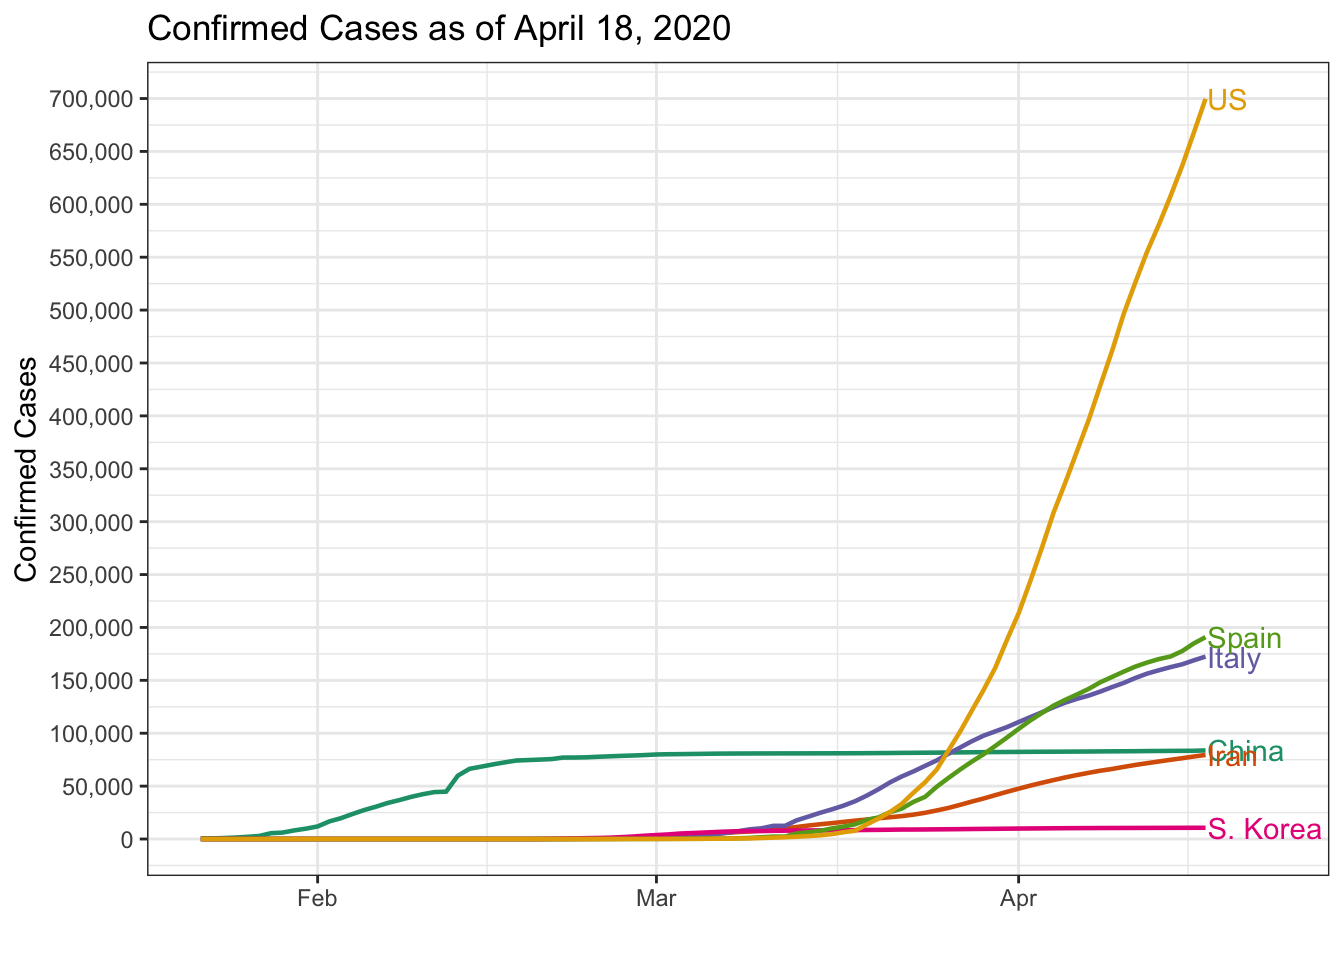 Confirmed Cases as of April 18, 2020
Confirmed Cases
700,000
650,000
600,000
550,000
500,000
450,000
400,000
350,000
300,000
250,000
200,000
150,000
100,000
50,000
0
US
Spain
Italy
China
Iran
S. Korea
Feb
Mar
Apr